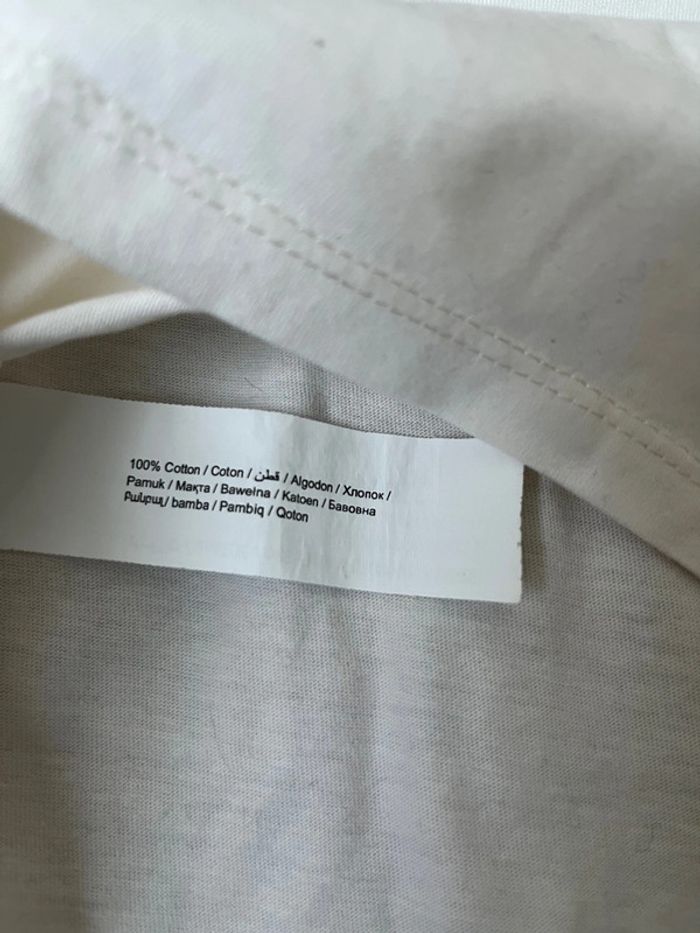 100% Cotton / Coton / قطن / Algodon / Хлопок /
Pamuk / Мақта / Bawełna / Katoen / Бавовна
Բամբակ / bamba / Pambiq / Qoton